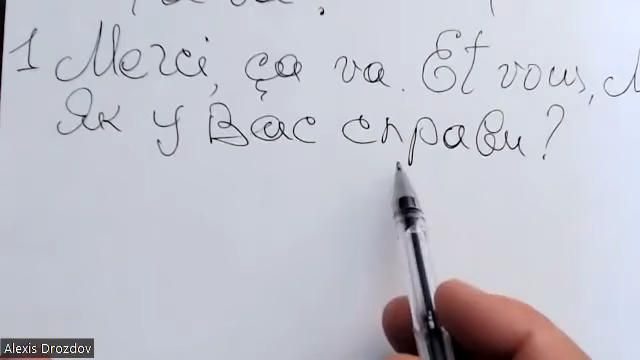 1 Merci, ça va. Et vous, M
Як у Вас справи?
Alexis Drozdov